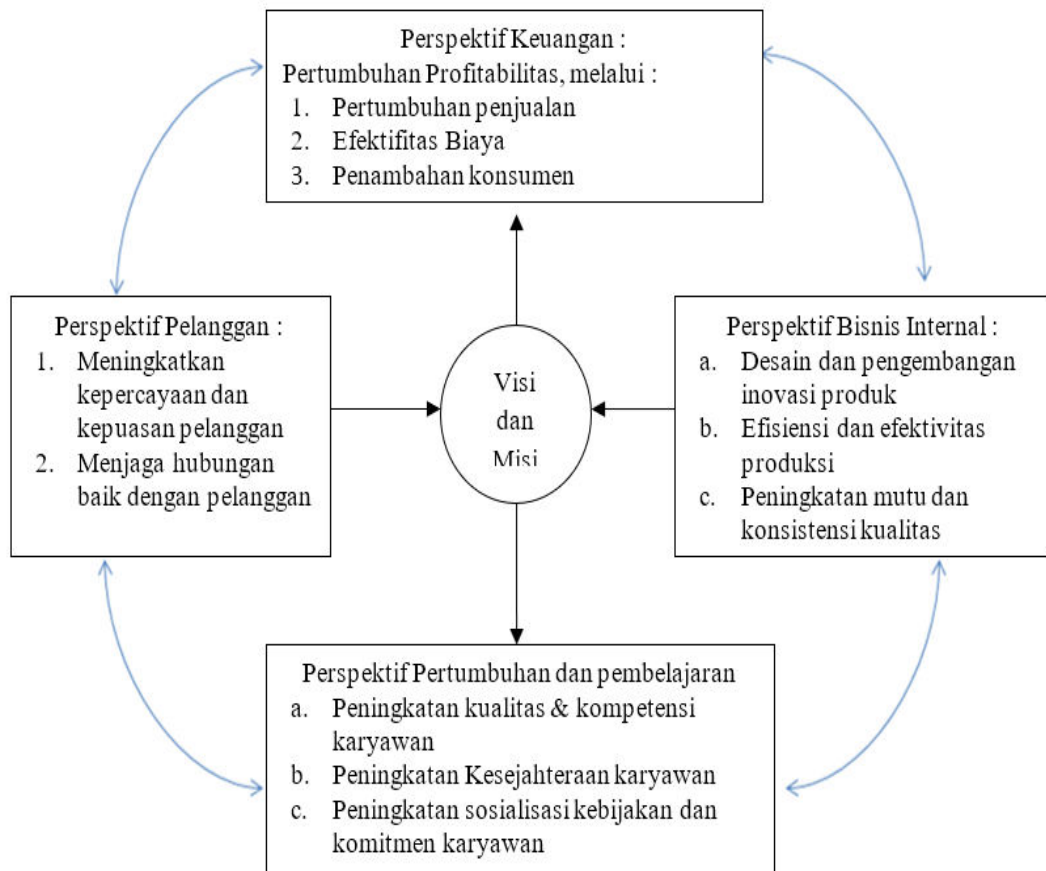 Perspektif Keuangan :
Pertumbuhan Profitabilitas, melalui :
1. Pertumbuhan penjualan
2. Efektifitas Biaya
3. Penambahan konsumen
Perspektif Pelanggan :
1. Meningkatkan
kepercayaan dan
kepuasan pelanggan
2. Menjaga hubungan
baik dengan pelanggan
Visi
dan
Misi
Perspektif Bisnis Internal :
a. Desain dan pengembangan
inovasi produk
b. Efisiensi dan efektivitas
produksi
c. Peningkatan mutu dan
konsistensi kualitas
Perspektif Pertumbuhan dan pembelajaran
a. Peningkatan kualitas & kompetensi
karyawan
b. Peningkatan Kesejahteraan karyawan
c. Peningkatan sosialisasi kebijakan dan
komitmen karyawan